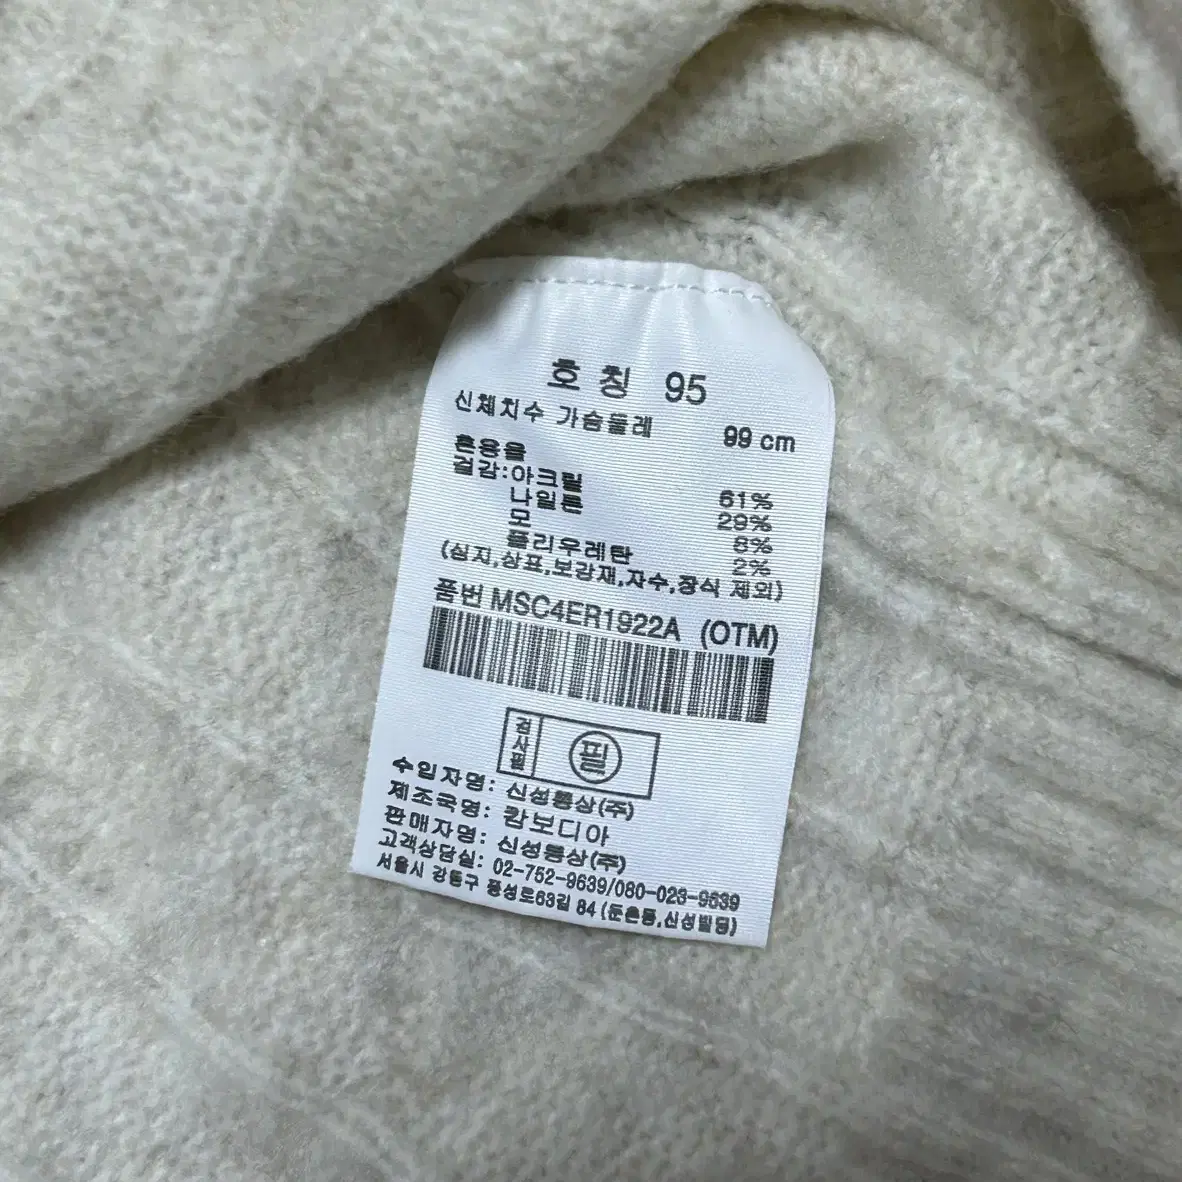 호칭 95
신체치수 가슴둘레 99 cm
혼용율
겉감:아크릴 61%
나일론 29%
모 8%
폴리우레탄 2%
(심지,상표,보강재,자수,장식 제외)
품번 MSC4ER1922A (OTM)
검사필 필
수입자명: 신성통상(주)
제조국명: 캄보디아
판매자명: 신성통상(주)
고객상담실: 02-752-9639/080-023-9639
서울시 강동구 풍성로63길 84 (둔촌동,신성빌딩)